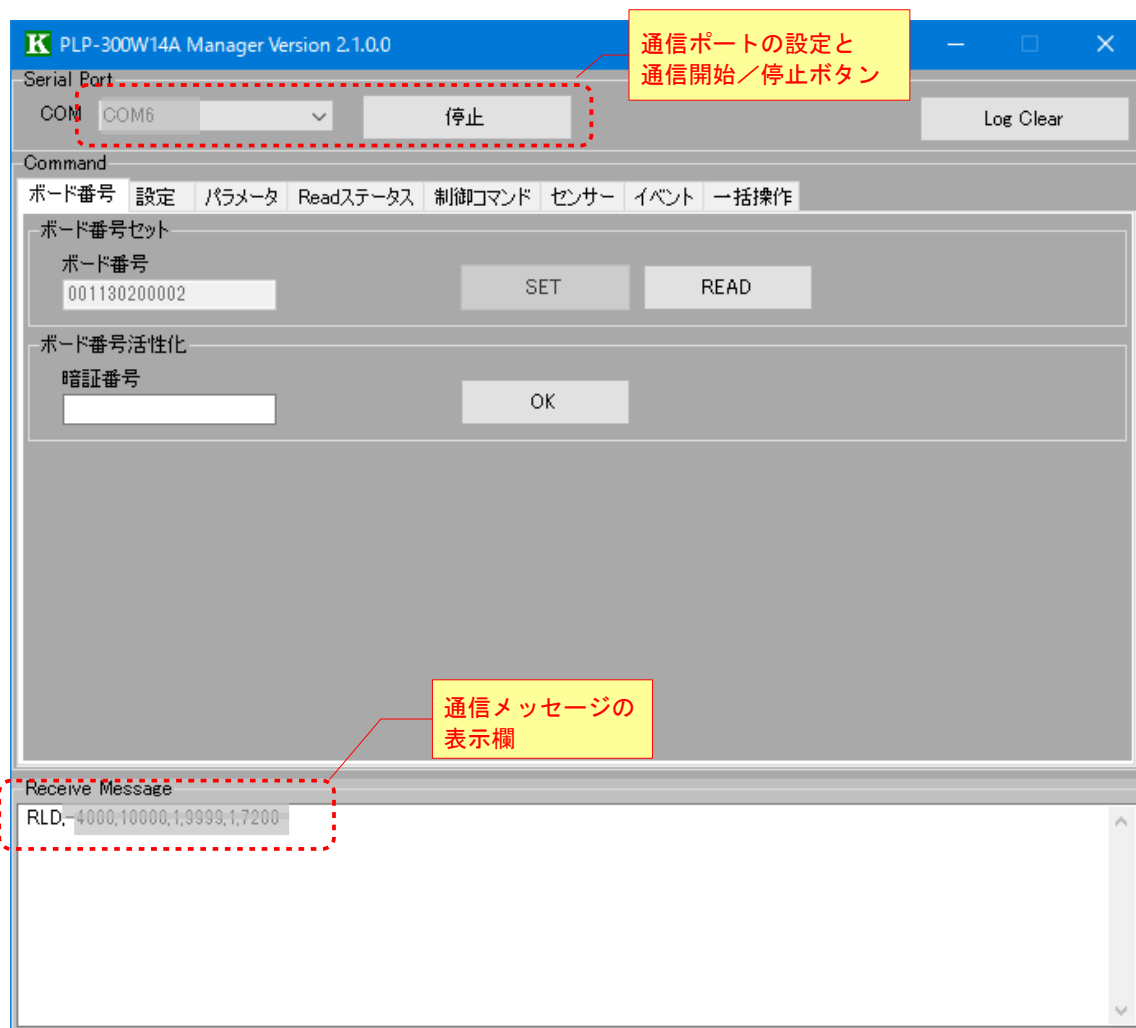 K PLP-300W14A Manager Version 2.1.0.0
通信ポートの設定と
通信開始／停止ボタン
Serial Port
COM COM6 停止 Log Clear
Command
ボード番号 設定 パラメータ Readステータス 制御コマンド センサー イベント 一括操作
ボード番号セット
ボード番号
001130200002 SET READ
ボード番号活性化
暗証番号
OK
通信メッセージの
表示欄
Receive Message
RLD,-4000,10000,1,9999,1,7200